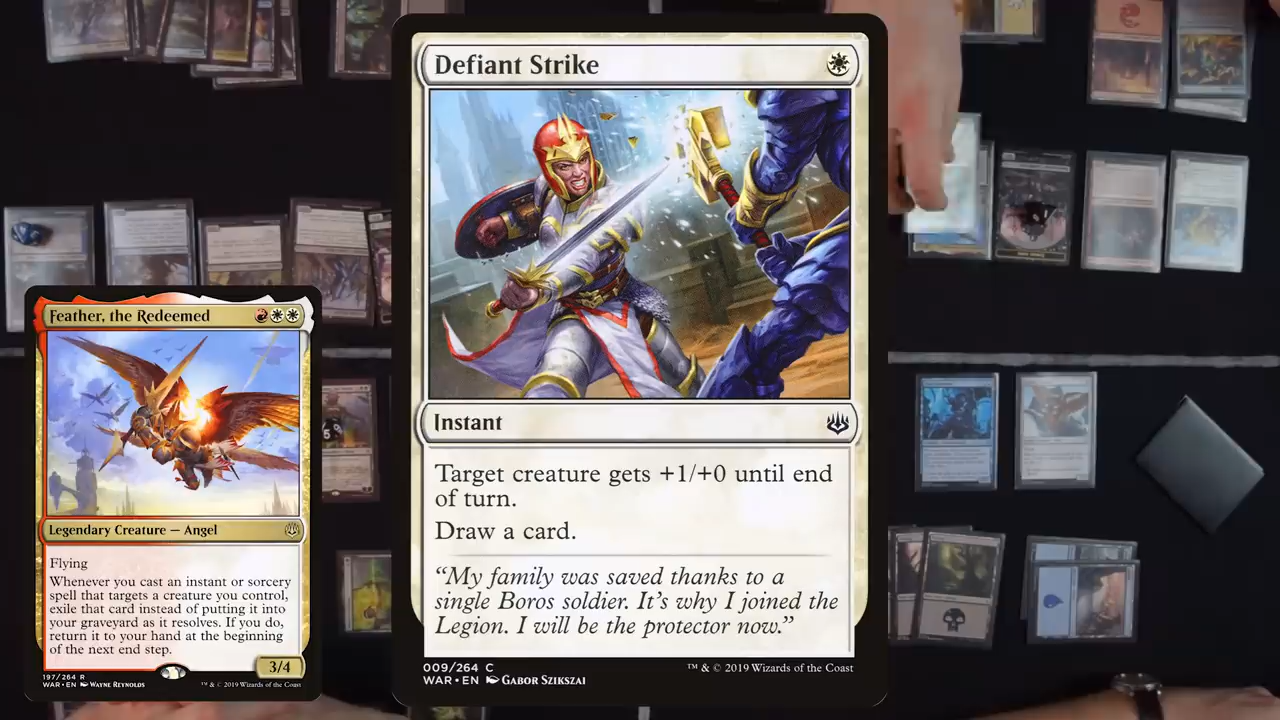 Defiant Strike
Instant
Target creature gets +1/+0 until end
of turn.
Draw a card.
“My family was saved thanks to a
single Boros soldier. It’s why I joined the
Legion. I will be the protector now.”
009/264 C
WAR • EN GABOR SZIKSZAI
™ & © 2019 Wizards of the Coast
Feather, the Redeemed
Legendary Creature — Angel
Flying
Whenever you cast an instant or sorcery
spell that targets a creature you control,
exile that card instead of putting it into
your graveyard as it resolves. If you do,
return it to your hand at the beginning
of the next end step.
3/4
197/264 R
WAR • EN WAYNE REYNOLDS
™ & © 2019 Wizards of the Coast